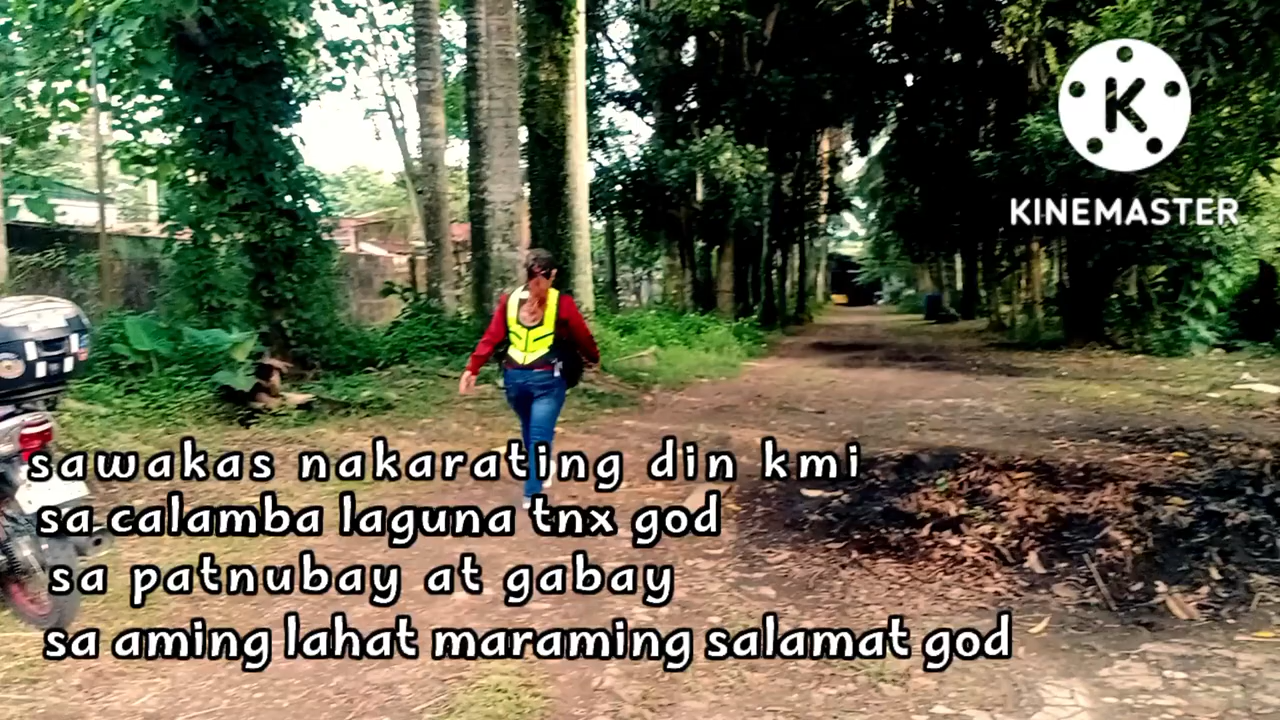 K
KINEMASTER
sawakas nakarating din kmi
sa calamba laguna tnx god
sa patnubay at gabay
sa aming lahat maraming salamat god